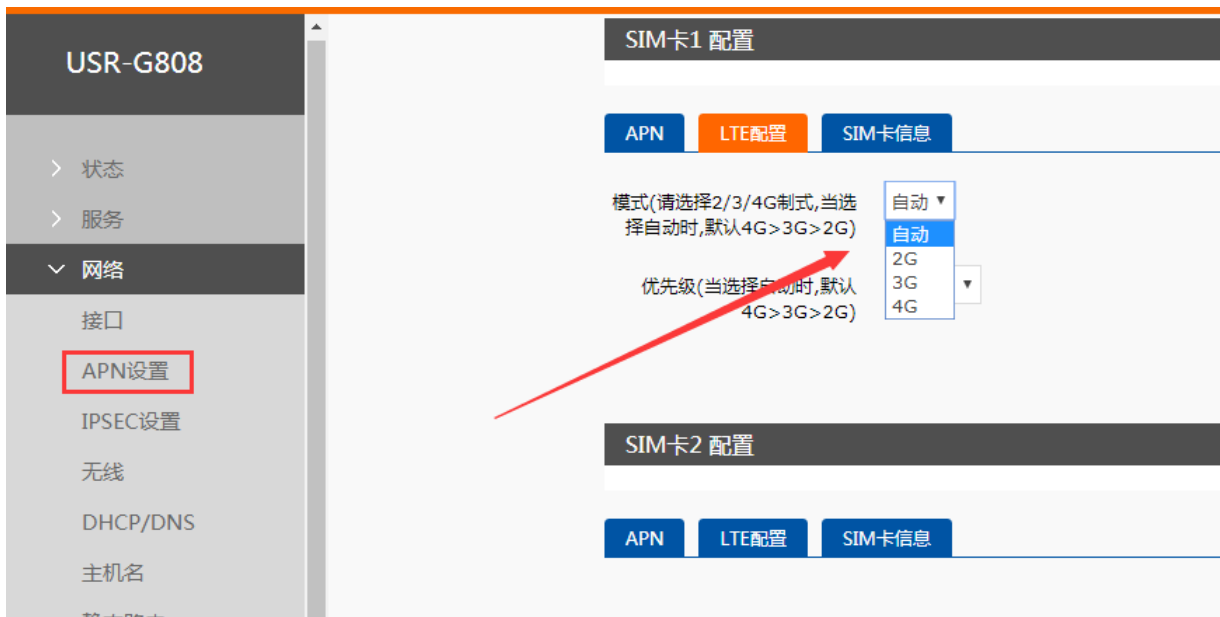 USR-G808
状态
服务
网络
接口
APN设置
IPSEC设置
无线
DHCP/DNS
主机名
SIM卡1 配置
APN LTE配置 SIM卡信息
模式(请选择2/3/4G制式,当选
择自动时,默认4G>3G>2G)
自动
自动
2G
3G
4G
优先级(当选择自动时,默认
4G>3G>2G)
SIM卡2 配置
APN LTE配置 SIM卡信息